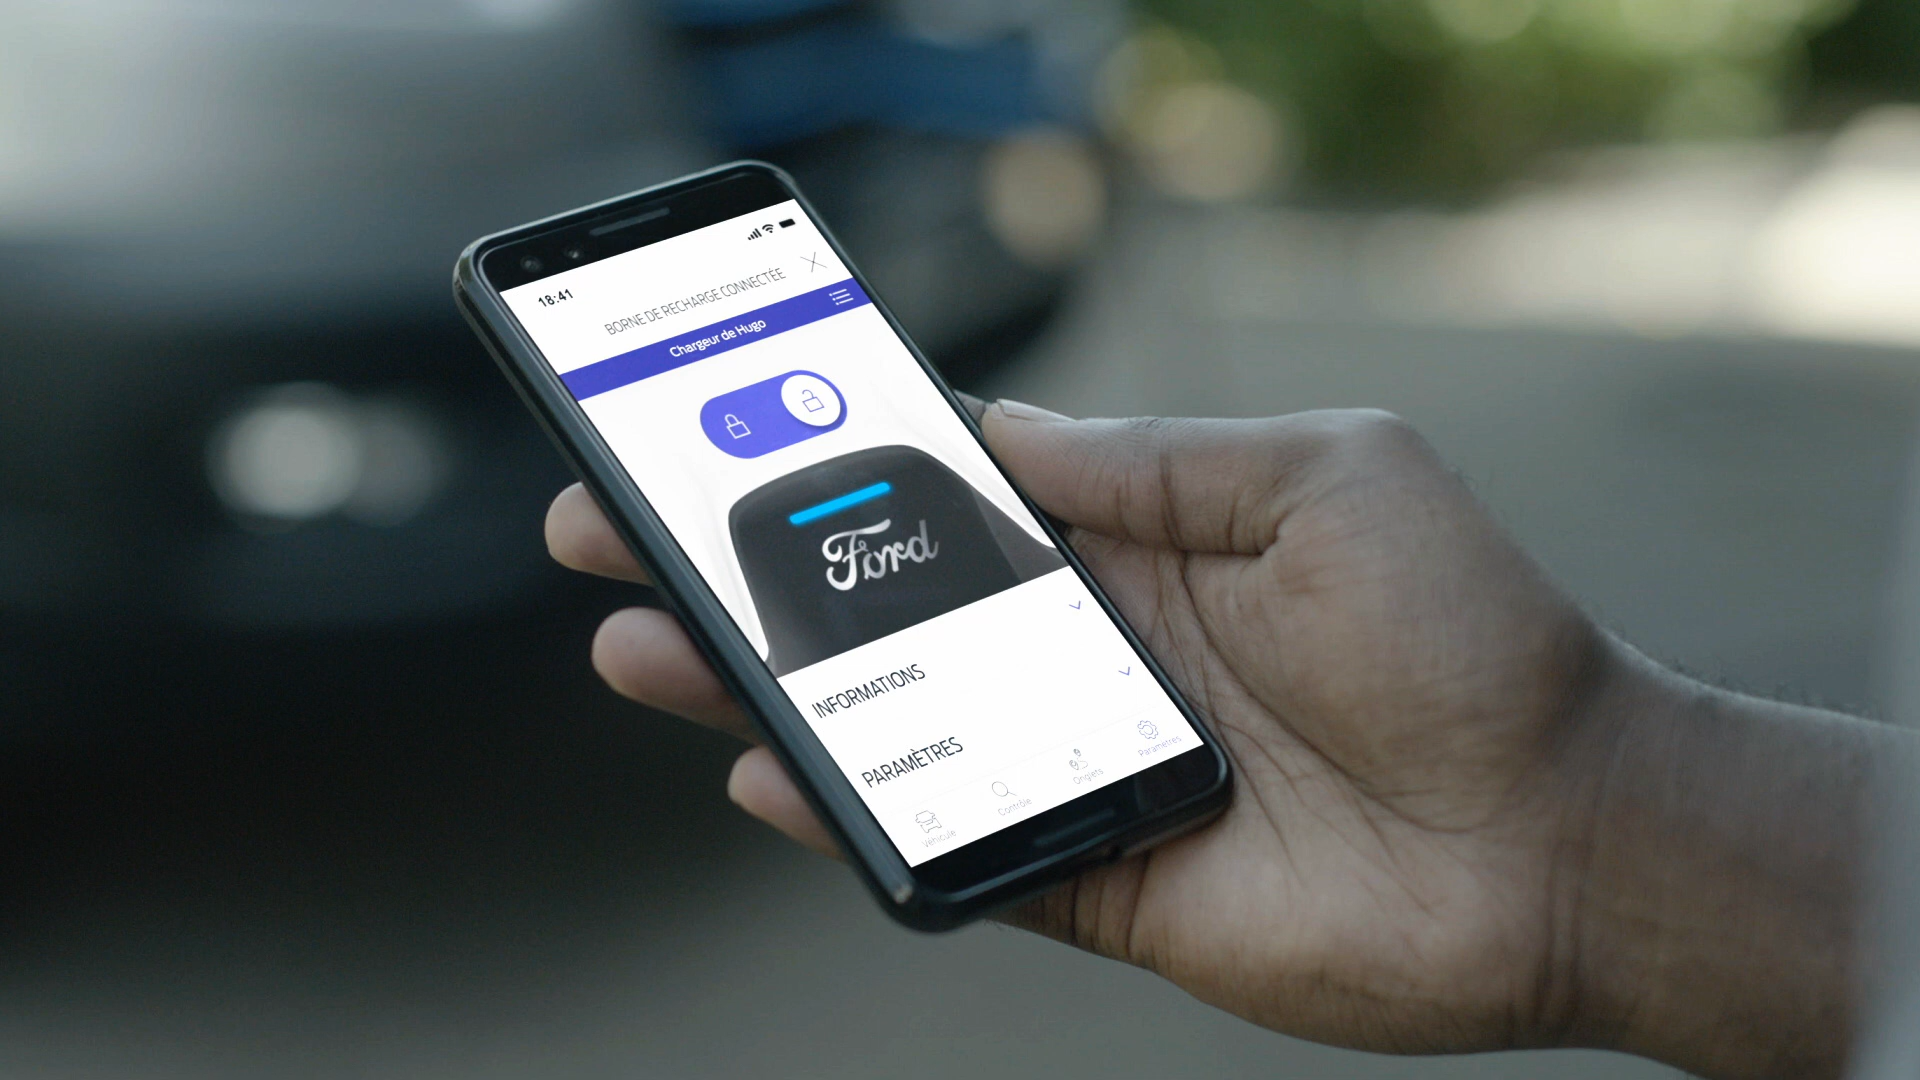 18:41
BORNE DE RECHARGE CONNECTÉE
Chargeur de Hugo
Ford
INFORMATIONS
PARAMÈTRES
Véhicule
Contrôle
Onglets
Paramètres